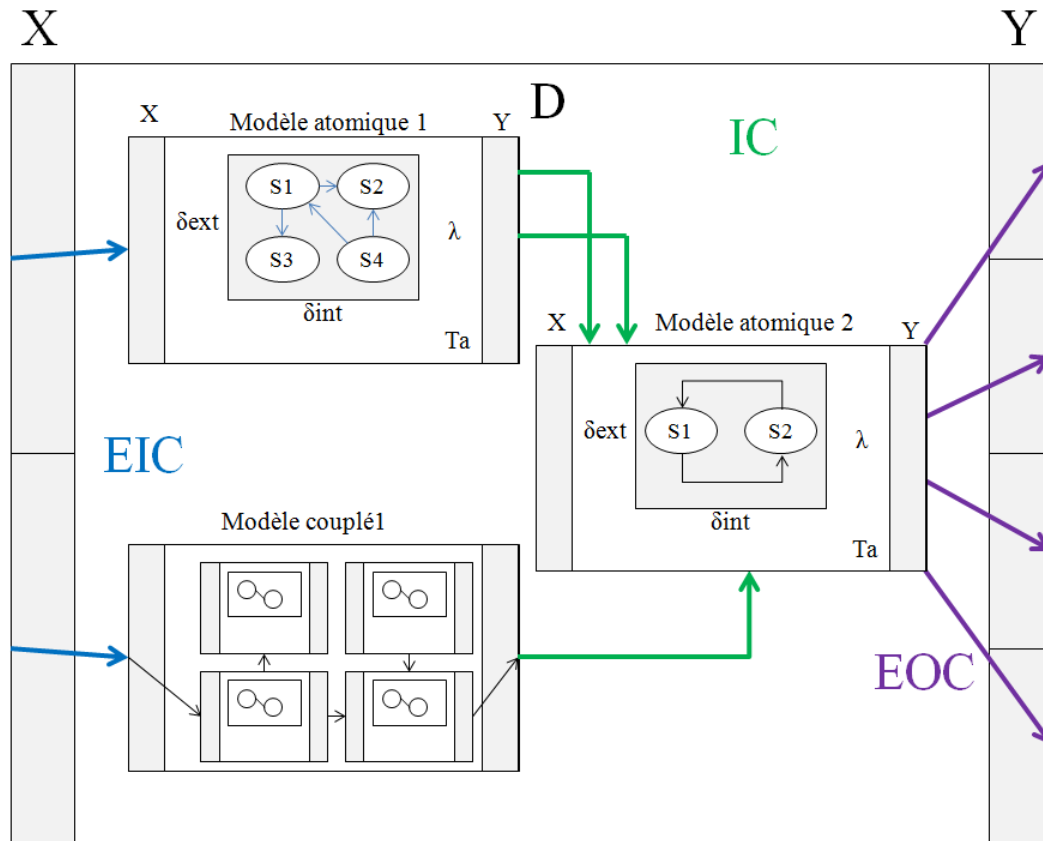 X
Y
D
IC
X
Modèle atomique 1
Y
S1
S2
δext
λ
S3
S4
δint
Ta
X
Modèle atomique 2
Y
δext
S1
S2
λ
δint
Ta
EIC
Modèle couplé1
EOC